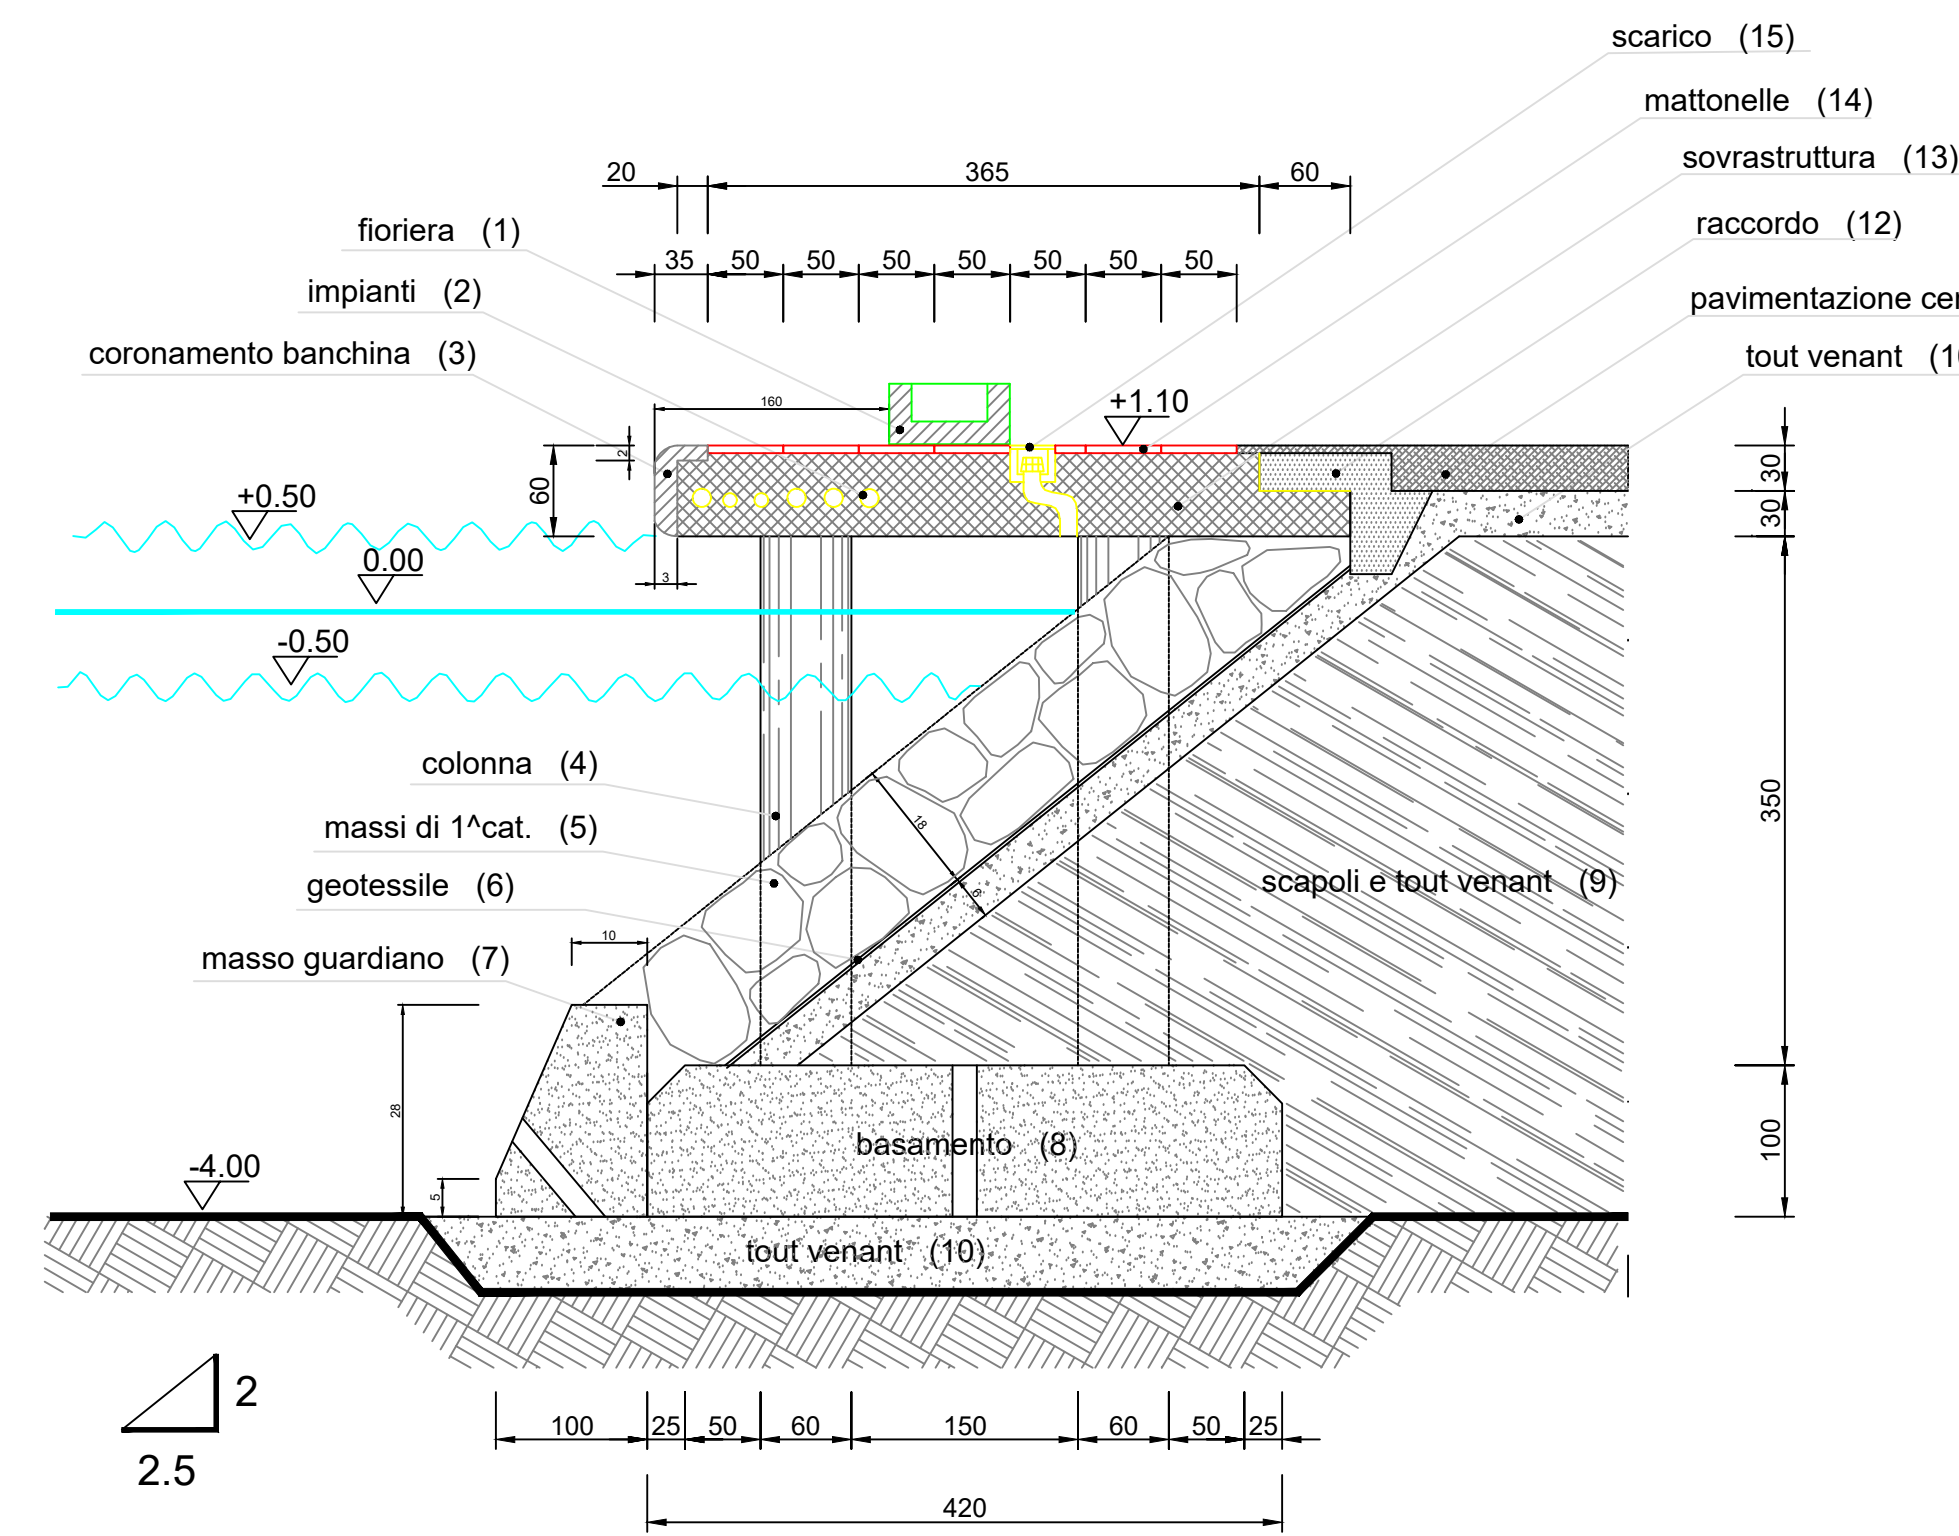 scarico (15)
mattonelle (14)
sovrastruttura (13)
raccordo (12)
pavimentazione
tout venant
20 365 60
fioriera (1)
35 50 50 50 50 50 50 50
impianti (2)
coronamento banchina (3)
160
+1.10
2
60
30
30
+0.50
0.00
3
-0.50
colonna (4)
massi di 1^cat. (5)
18
350
geotessile (6)
6
scapoli e tout venant (9)
10
masso guardiano (7)
28
basamento (8)
100
-4.00
5
tout venant (10)
2
2.5
100 25 50 60 150 60 50 25
420